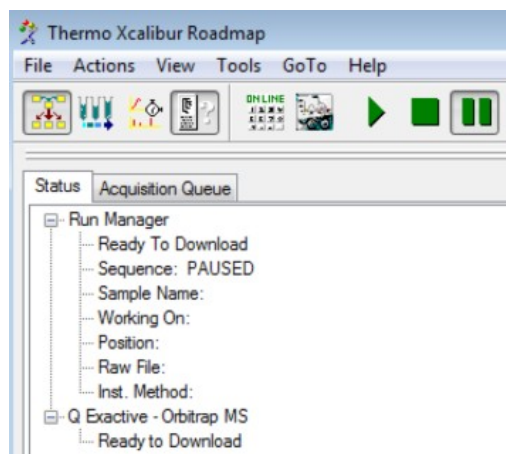 Thermo Xcalibur Roadmap
File Actions View Tools GoTo Help
ON LINE
Status Acquisition Queue
Run Manager
Ready To Download
Sequence: PAUSED
Sample Name:
Working On:
Position:
Raw File:
Inst. Method:
Q Exactive - Orbitrap MS
Ready to Download